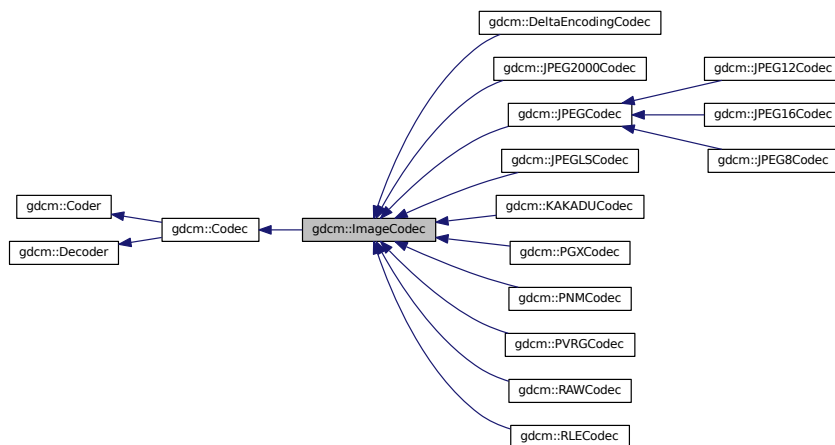 gdcm::DeltaEncodingCodec
gdcm::JPEG2000Codec
gdcm::JPEG12Codec
gdcm::JPEGCodec
gdcm::JPEG16Codec
gdcm::JPEGLSCodec
gdcm::JPEG8Codec
gdcm::Coder
gdcm::KAKADUCodec
gdcm::Codec
gdcm::ImageCodec
gdcm::Decoder
gdcm::PGXCodec
gdcm::PNMCodec
gdcm::PVRGCodec
gdcm::RAWCodec
gdcm::RLECodec